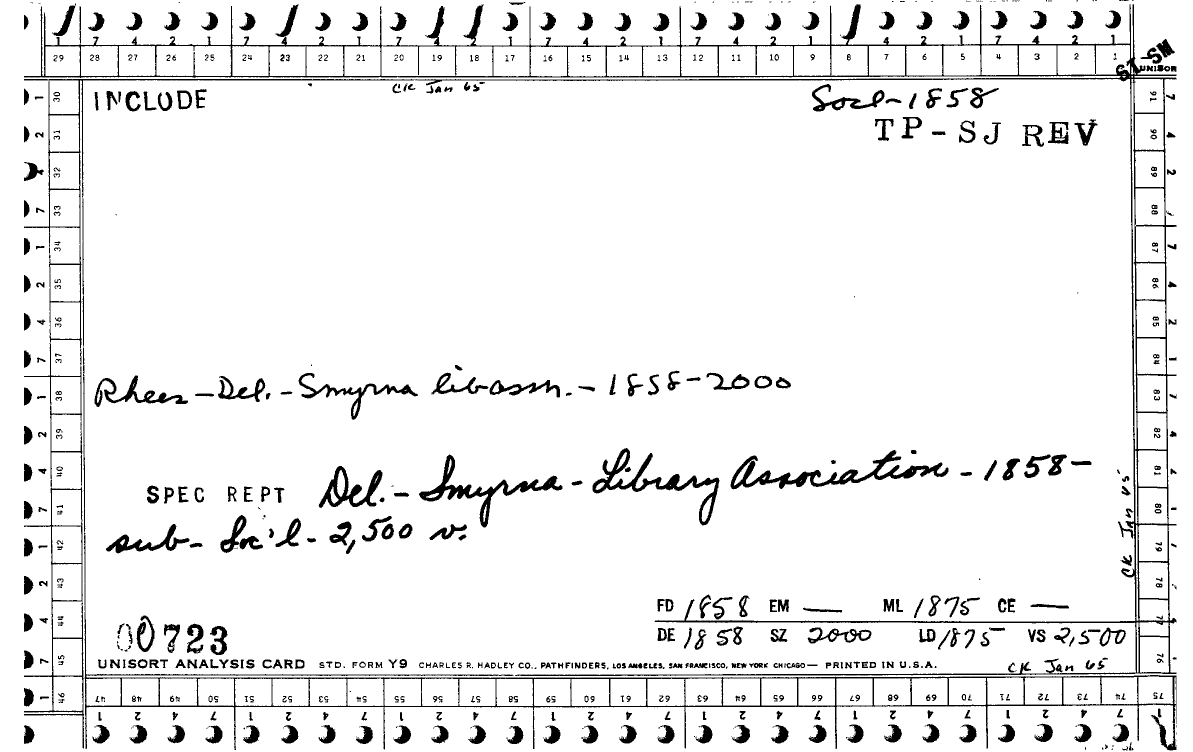 1 7 4 2 1 7 4 2 1 7 4 2 1 7 4 2 1 7 4 2 1 7 4 2 1 7 4 2 1
29 28 27 26 25 24 23 22 21 20 19 18 17 16 15 14 13 12 11 10 9 8 7 6 5 4 3 2 1
SI-SM
UNISOR
CK Jan 65
INCLUDE
Socl-1858
TP-SJ REV
Rhees-Del.-Smyrna lib assn.-1858-2000
SPEC REPT Del.-Smyrna-Library Association-1858-
sub-Soc'l-2,500 v.
CK Jan 65
FD 1858 EM — ML 1875 CE —
DE 1858 SZ 2000 LD 1875 VS 2,500
00723
UNISORT ANALYSIS CARD STD. FORM Y9 CHARLES R. HADLEY CO., PATHFINDERS, LOS ANGELES, SAN FRANCISCO, NEW YORK CHICAGO— PRINTED IN U.S.A.
CK Jan 65
30 31 32 33 34 35 36 37 38 39 40 41 42 43 44 45 46
91 90 89 88 87 86 85 84 83 82 81 80 79 78 77 76 75
47 48 49 50 51 52 53 54 55 56 57 58 59 60 61 62 63 64 65 66 67 68 69 70 71 72 73 74
1 2 4 7 1 2 4 7 1 2 4 7 1 2 4 7 1 2 4 7 1 2 4 7 1 2 4 7